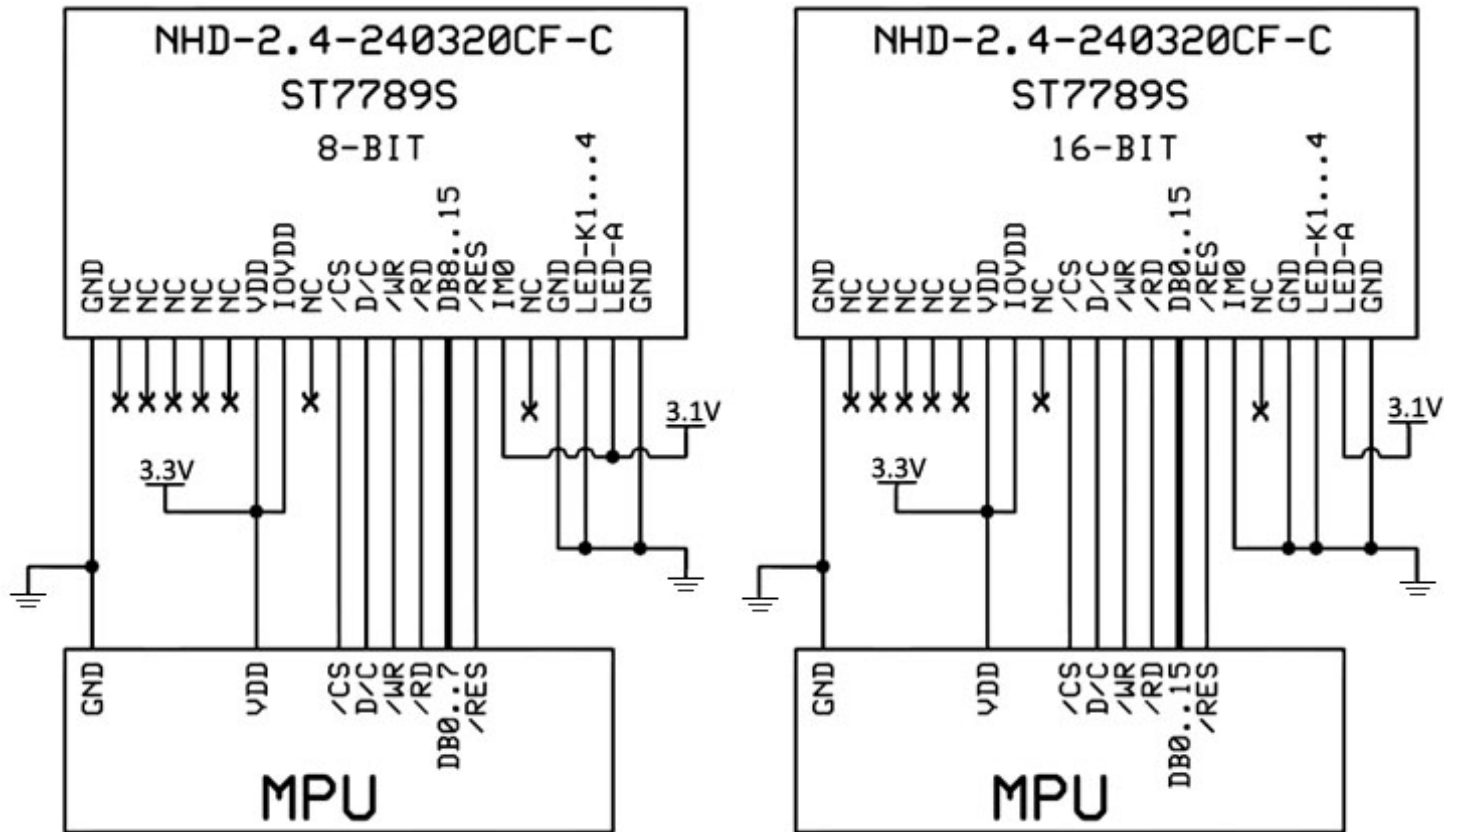 NHD-2.4-240320CF-C
ST7789S
8-BIT
GND
NC
NC
NC
NC
NC
VDD
IOVDD
NC
/CS
D/C
/WR
/RD
DB8..15
/RES
IM0
NC
GND
LED-K1...4
LED-A
GND
3.1V
3.3V
GND
VDD
/CS
D/C
/WR
/RD
DB0..7
/RES
MPU
NHD-2.4-240320CF-C
ST7789S
16-BIT
GND
NC
NC
NC
NC
NC
VDD
IOVDD
NC
/CS
D/C
/WR
/RD
DB0..15
/RES
IM0
NC
GND
LED-K1...4
LED-A
GND
3.1V
3.3V
GND
VDD
/CS
D/C
/WR
/RD
DB0..15
/RES
MPU